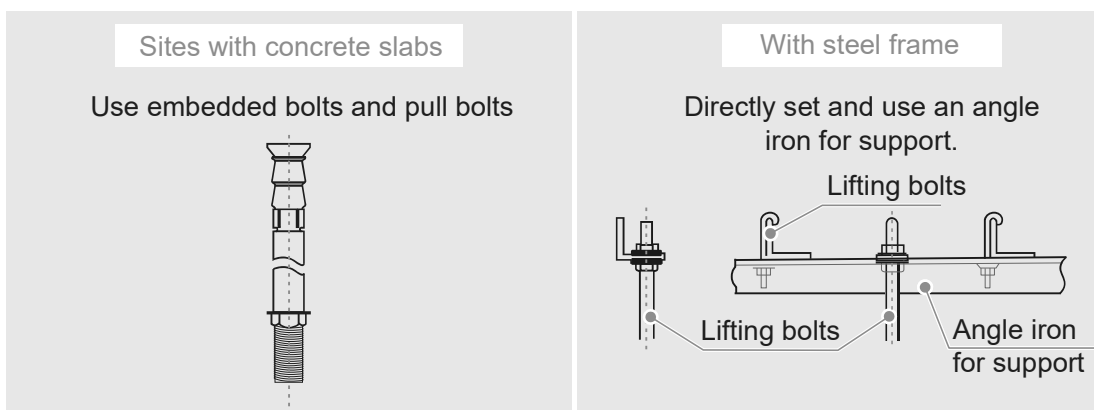 Sites with concrete slabs
Use embedded bolts and pull bolts
With steel frame
Directly set and use an angle
iron for support.
Lifting bolts
Lifting bolts
Angle iron
for support